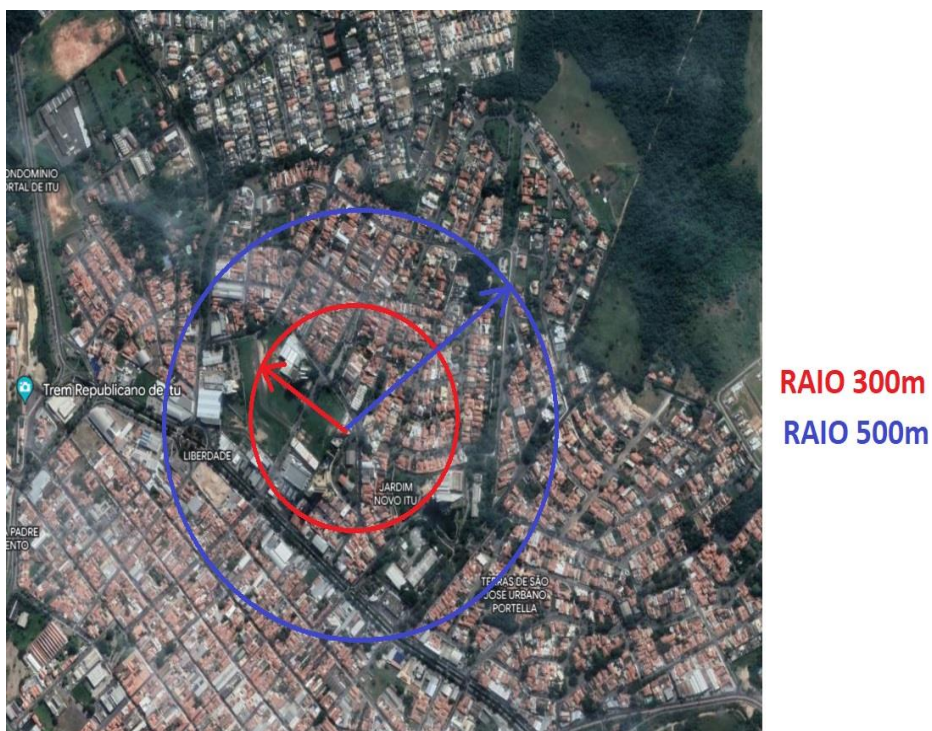 CONDOMINIO
PORTAL DE ITU
Trem Republicano de Itu
LIBERDADE
JARDIM
NOVO ITU
TERRAS DE SÃO
JOSÉ URBANO
PORTELLA
RAIO 300m
RAIO 500m